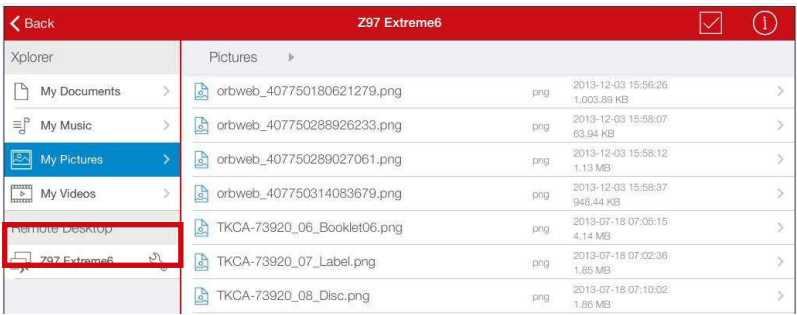 Back
Z97 Extreme6
Xplorer
Pictures
My Documents
My Music
My Pictures
My Videos
Remote Desktop
Z97 Extreme6
orbweb_407750180621279.png
png
2013-12-03 15:56:26
1,003.89 KB
orbweb_407750288926233.png
png
2013-12-03 15:58:07
63.94 KB
orbweb_407750289027061.png
png
2013-12-03 15:58:12
1.13 MB
orbweb_407750314083679.png
png
2013-12-03 15:58:37
948.44 KB
TKCA-73920_06_Booklet06.png
png
2013-07-18 07:05:15
4.14 MB
TKCA-73920_07_Label.png
png
2013-07-18 07:02:36
1.85 MB
TKCA-73920_08_Disc.png
png
2013-07-18 07:10:02
1.86 MB